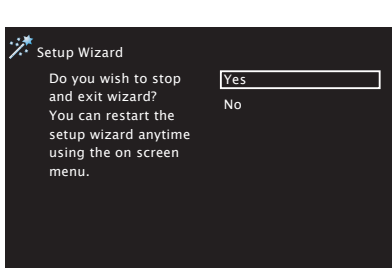 Setup Wizard
Do you wish to stop
and exit wizard?
You can restart the
setup wizard anytime
using the on screen
menu.
Yes
No